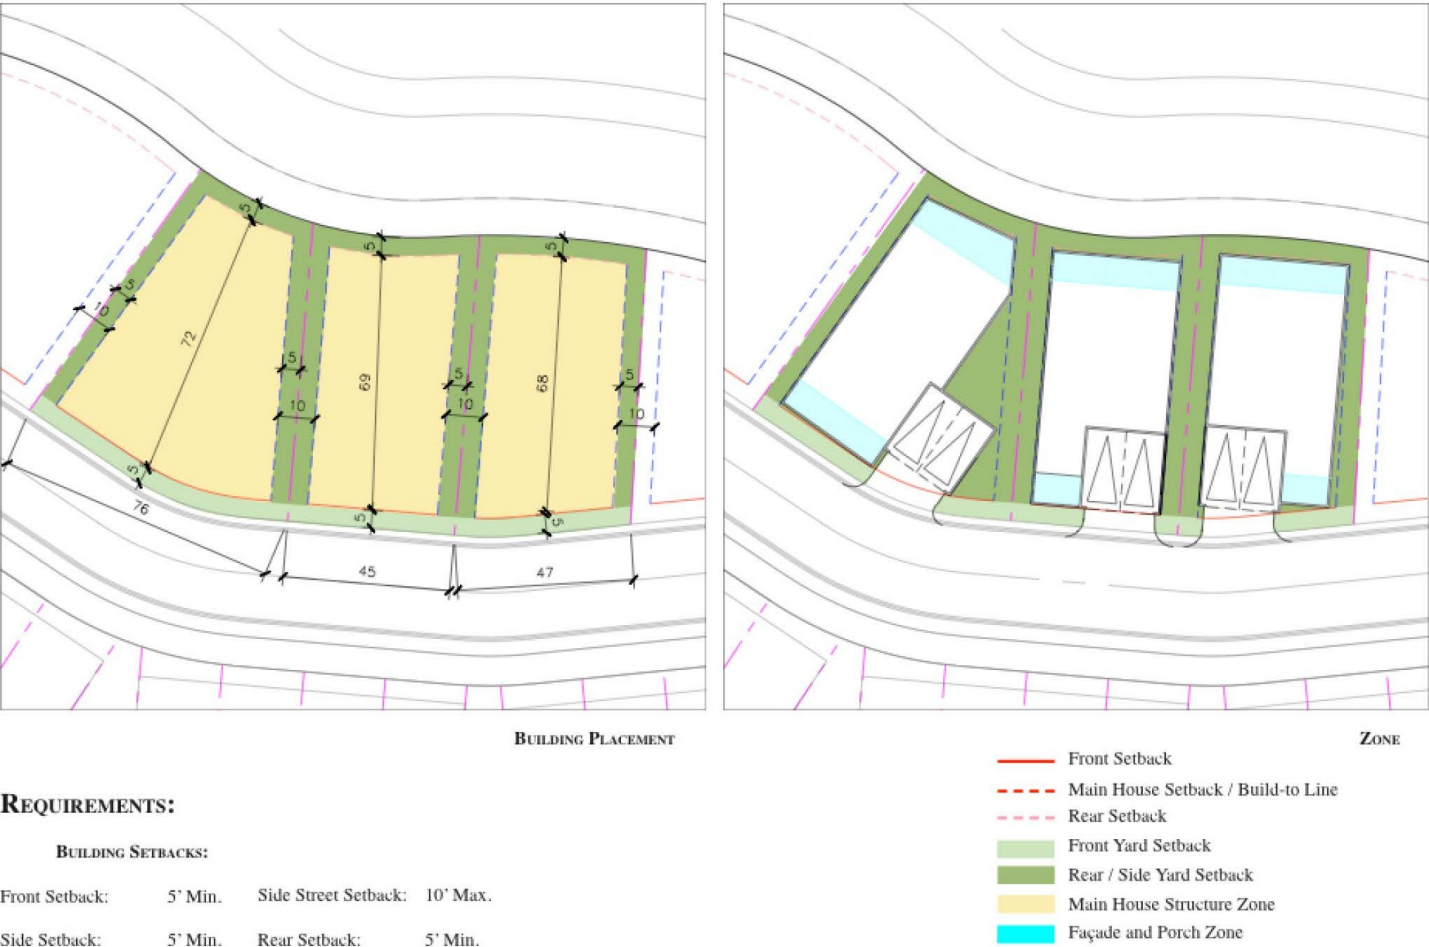 5
5
5
5
10
72
69
68
5
5
5
10
10
10
5
5
5
76
45
47
BUILDING PLACEMENT
ZONE
Front Setback
Main House Setback / Build-to Line
Rear Setback
Front Yard Setback
Rear / Side Yard Setback
Main House Structure Zone
Façade and Porch Zone
REQUIREMENTS:
BUILDING SETBACKS:
Front Setback: 5' Min. Side Street Setback: 10' Max.
Side Setback: 5' Min. Rear Setback: 5' Min.